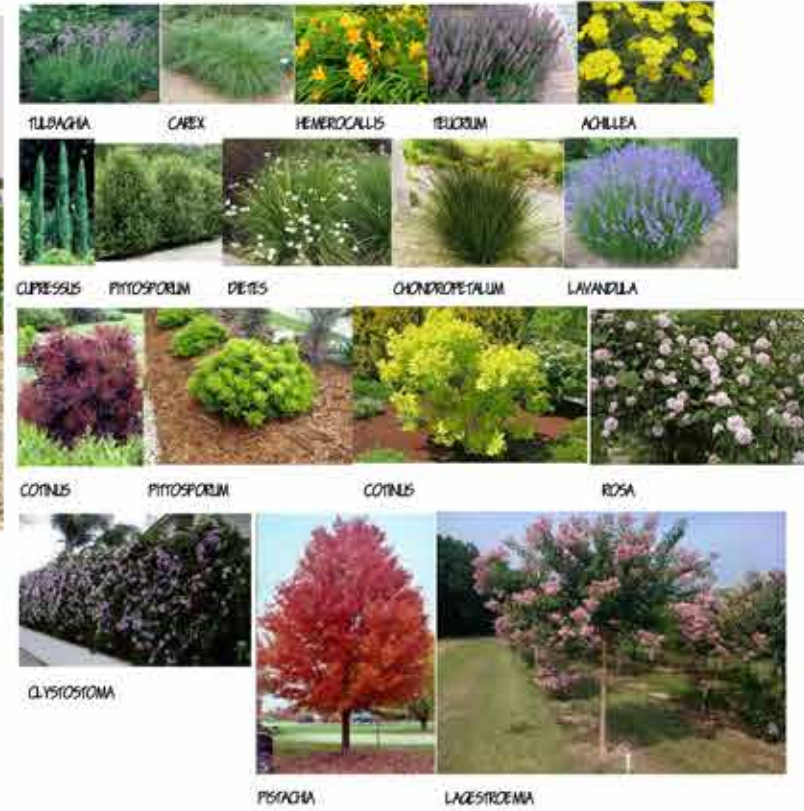 TULBAGHIA CAREX HEMEROCALLIS TEUCRIUM ACHILLEA
CUPRESSUS PITTOSPORUM DIETES CHONDROPETALUM LAVANDULA
COTINUS PITTOSPORUM COTINUS ROSA
CLYSTOSTOMA
PISTACHIA LAGESTROEMIA